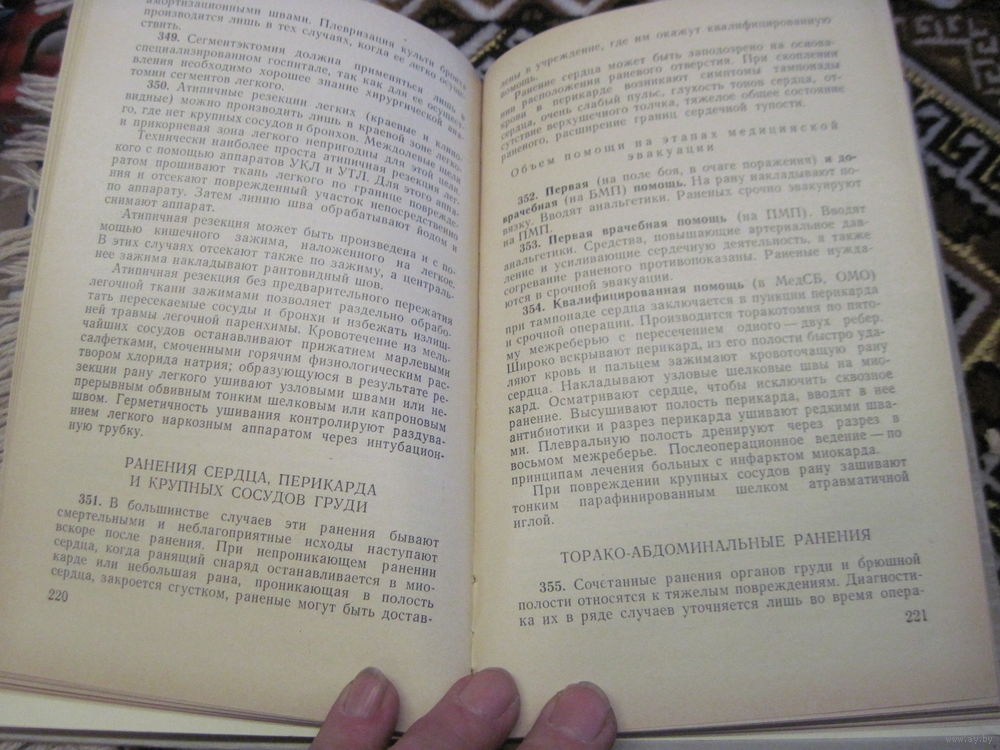 амортизационными швами. Плевризация культи бронха
производится лишь в тех случаях, когда ее легко осуще-
ствить.
349. Сегментэктомия должна применяться лишь в
специализированном госпитале, так как для ее осущест-
вления необходимо хорошее знание хирургической ана-
томии сегментов легкого.
350. Атипичные резекции легких (краевые и клино-
видные) можно производить лишь в краевой зоне легко-
го, где нет крупных сосудов и бронхов. Междолевые щели
и прикорневая зона легкого непригодны для этой цели.
Технически наиболее проста атипичная резекция лег-
кого с помощью аппаратов УКЛ и УТЛ. Для этого аппа-
ратом прошивают ткань легкого по границе поврежде-
ния и отсекают поврежденный участок непосредственно
по аппарату. Затем линию шва обрабатывают йодом и
снимают аппарат.
Атипичная резекция может быть произведена и с по-
мощью кишечного зажима, наложенного на легкое.
В этих случаях отсекают также по зажиму, а централь-
нее зажима накладывают рантовидный шов.
Атипичная резекция без предварительного пережатия
легочной ткани зажимами позволяет раздельно обрабо-
тать пересекаемые сосуды и бронхи и избежать излиш-
ней травмы легочной паренхимы. Кровотечение из мель-
чайших сосудов останавливают прижатием марлевыми
салфетками, смоченными горячим физиологическим рас-
твором хлорида натрия; образующуюся в результате ре-
зекции рану легкого ушивают узловыми швами или не-
прерывным обвивным тонким шелковым или капроновым
швом. Герметичность ушивания контролируют раздува-
нием легкого наркозным аппаратом через интубацион-
ную трубку.
РАНЕНИЯ СЕРДЦА, ПЕРИКАРДА
И КРУПНЫХ СОСУДОВ ГРУДИ
351. В большинстве случаев эти ранения бывают
смертельными и неблагоприятные исходы наступают
вскоре после ранения. При непроникающем ранении
сердца, когда ранящий снаряд останавливается в мио-
карде или небольшая рана, проникающая в полость
сердца, закроется сгустком, раненые могут быть достав-
220
лены в учреждение, где им окажут квалифицированную
помощь.
Ранение сердца может быть заподозрено на основа-
нии расположения раневого отверстия. При скоплении
крови в перикарде возникают симптомы тампонады
сердца, очень слабый пульс, глухость тонов сердца, от-
сутствие верхушечного толчка, тяжелое общее состояние
раненого, расширение границ сердечной тупости.
Объем помощи на этапах медицинской
эвакуации
352. Первая (на поле боя, в очаге поражения) и до-
врачебная (на БМП) помощь. На рану накладывают по-
вязку. Вводят анальгетики. Раненых срочно эвакуируют
на ПМП.
353. Первая врачебная помощь (на ПМП). Вводят
анальгетики. Средства, повышающие артериальное дав-
ление и усиливающие сердечную деятельность, а также
согревание раненого противопоказаны. Раненые нужда-
ются в срочной эвакуации.
354. Квалифицированная помощь (в МедСБ, ОМО)
при тампонаде сердца заключается в пункции перикарда
и срочной операции. Производится торакотомия по пято-
му межреберью с пересечением одного — двух ребер.
Широко вскрывают перикард, из его полости быстро уда-
ляют кровь и пальцем зажимают кровоточащую рану
сердца. Накладывают узловые шелковые швы на мио-
кард. Осматривают сердце, чтобы исключить сквозное
ранение. Высушивают полость перикарда, вводят в нее
антибиотики и разрез перикарда ушивают редкими шва-
ми. Плевральную полость дренируют через разрез в
восьмом межреберье. Послеоперационное ведение — по
принципам лечения больных с инфарктом миокарда.
При повреждении крупных сосудов рану зашивают
тонким парафинированным шелком атравматичной
иглой.
ТОРАКО-АБДОМИНАЛЬНЫЕ РАНЕНИЯ
355. Сочетанные ранения органов груди и брюшной
полости относятся к тяжелым повреждениям. Диагности-
ка их в ряде случаев уточняется лишь во время опера-
221
www.ay.by